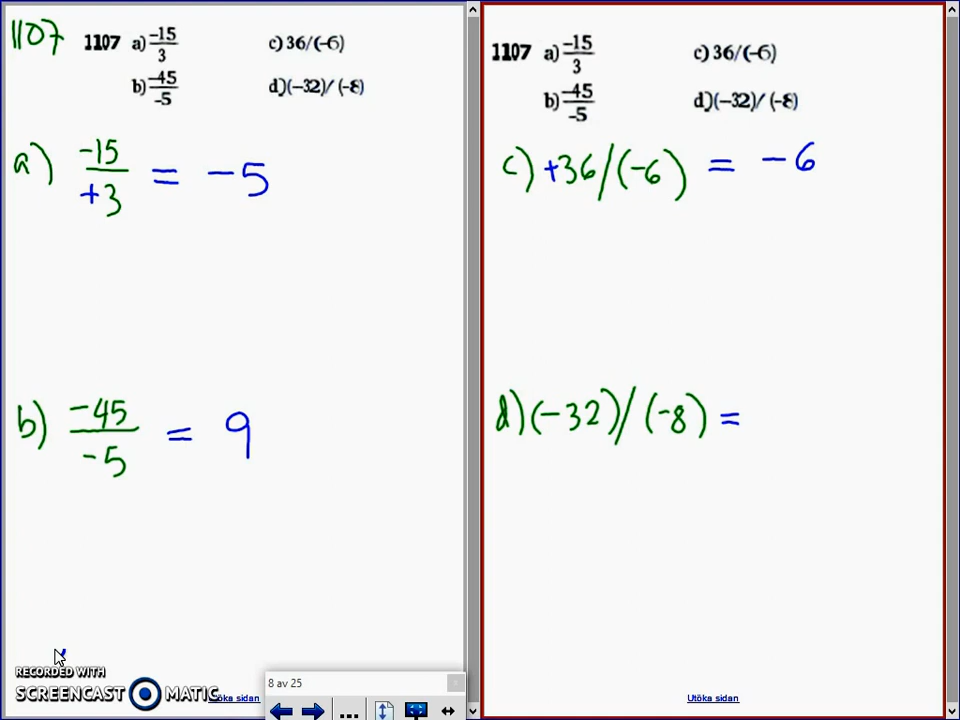 1107
1107 a) -15/3 c) 36/(-6)
b) -45/-5 d)(-32)/ (-8)
a) -15/+3 = -5
b) -45/-5 = 9
1107 a) -15/3 c) 36/(-6)
b) -45/-5 d)(-32)/ (-8)
c) +36/(-6) = -6
d) (-32)/(-8) =
RECORDED WITH
SCREENCAST MATIC
Utöka sidan
8 av 25
...
Utöka sidan